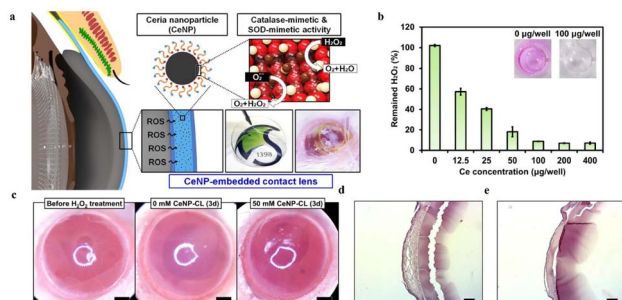 a
Ceria nanoparticle
(CeNP)
Catalase-mimetic &
SOD-mimetic activity
H₂O₂
O₂+H₂O
O₂+H₂O₂
ROS
ROS
ROS
ROS
CeNP-embedded contact lens
b
0 μg/well
100 μg/well
Remained H₂O₂ (%)
120
100
80
60
40
20
0
0
12.5
25
50
100
200
400
Ce concentration (μg/well)
c
Before H₂O₂ treatment
0 mM CeNP-CL (3d)
50 mM CeNP-CL (3d)
d
e